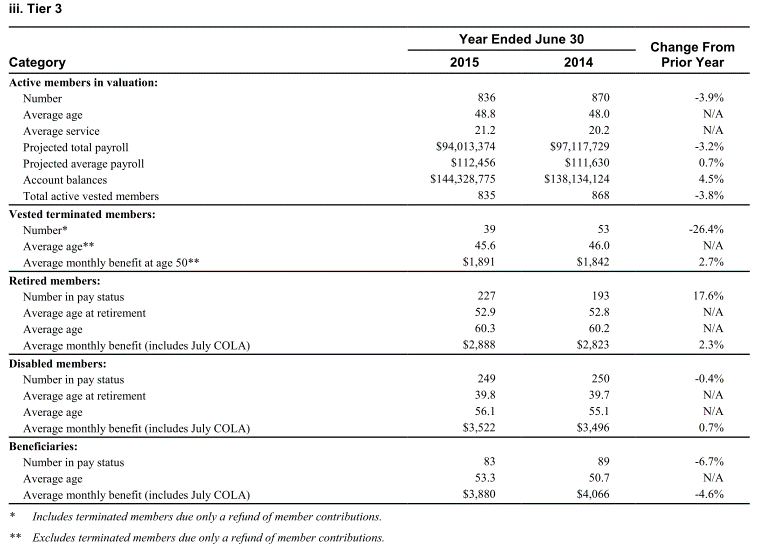 iii. Tier 3
Year Ended June 30
Change From
Category 2015 2014 Prior Year
Active members in valuation:
Number 836 870 -3.9%
Average age 48.8 48.0 N/A
Average service 21.2 20.2 N/A
Projected total payroll $94,013,374 $97,117,729 -3.2%
Projected average payroll $112,456 $111,630 0.7%
Account balances $144,328,775 $138,134,124 4.5%
Total active vested members 835 868 -3.8%
Vested terminated members:
Number* 39 53 -26.4%
Average age** 45.6 46.0 N/A
Average monthly benefit at age 50** $1,891 $1,842 2.7%
Retired members:
Number in pay status 227 193 17.6%
Average age at retirement 52.9 52.8 N/A
Average age 60.3 60.2 N/A
Average monthly benefit (includes July COLA) $2,888 $2,823 2.3%
Disabled members:
Number in pay status 249 250 -0.4%
Average age at retirement 39.8 39.7 N/A
Average age 56.1 55.1 N/A
Average monthly benefit (includes July COLA) $3,522 $3,496 0.7%
Beneficiaries:
Number in pay status 83 89 -6.7%
Average age 53.3 50.7 N/A
Average monthly benefit (includes July COLA) $3,880 $4,066 -4.6%
* Includes terminated members due only a refund of member contributions.
** Excludes terminated members due only a refund of member contributions.